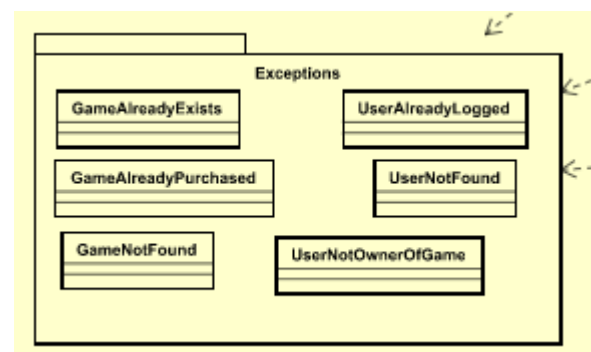 Exceptions
GameAlreadyExists
UserAlreadyLogged
GameAlreadyPurchased
UserNotFound
GameNotFound
UserNotOwnerOfGame